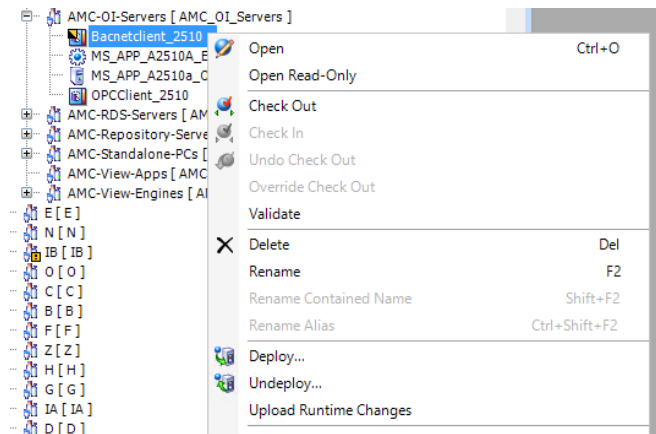 AMC-OI-Servers [ AMC_OI_Servers ]
Bacnetclient_2510
MS_APP_A2510A_E
MS_APP_A2510a_O
OPCClient_2510
AMC-RDS-Servers [ AM
AMC-Repository-Serve
AMC-Standalone-PCs [
AMC-View-Apps [ AMC
AMC-View-Engines [ A
E [ E ]
N [ N ]
IB [ IB ]
O [ O ]
C [ C ]
B [ B ]
F [ F ]
Z [ Z ]
H [ H ]
G [ G ]
IA [ IA ]
D [ D ]
Open Ctrl+O
Open Read-Only
Check Out
Check In
Undo Check Out
Override Check Out
Validate
Delete Del
Rename F2
Rename Contained Name Shift+F2
Rename Alias Ctrl+Shift+F2
Deploy...
Undeploy...
Upload Runtime Changes